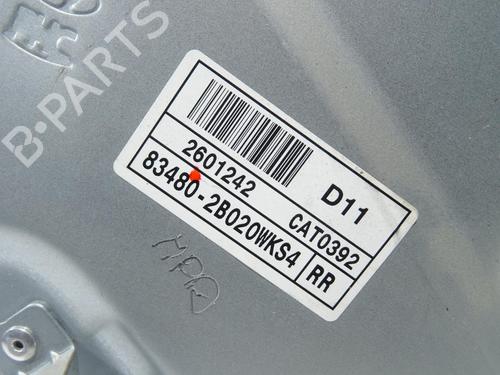 B-PARTS
D11
2601242
CAT0392
83480-2B020WKS4
RR